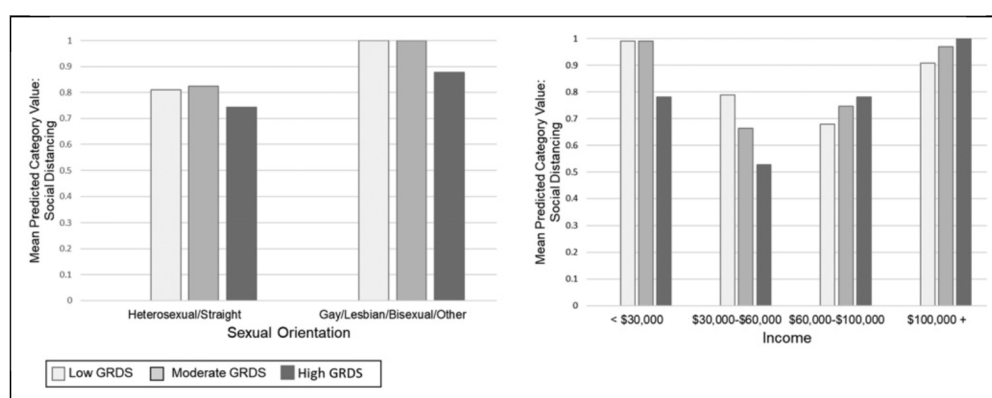 Mean Predicted Category Value:
Social Distancing
1
0.9
0.8
0.7
0.6
0.5
0.4
0.3
0.2
0.1
0
Heterosexual/Straight
Gay/Lesbian/Bisexual/Other
Sexual Orientation
Mean Predicted Category Value:
Social Distancing
1
0.9
0.8
0.7
0.6
0.5
0.4
0.3
0.2
0.1
0
< $30,000
$30,000-$60,000
$60,000-$100,000
$100,000 +
Income
Low GRDS
Moderate GRDS
High GRDS